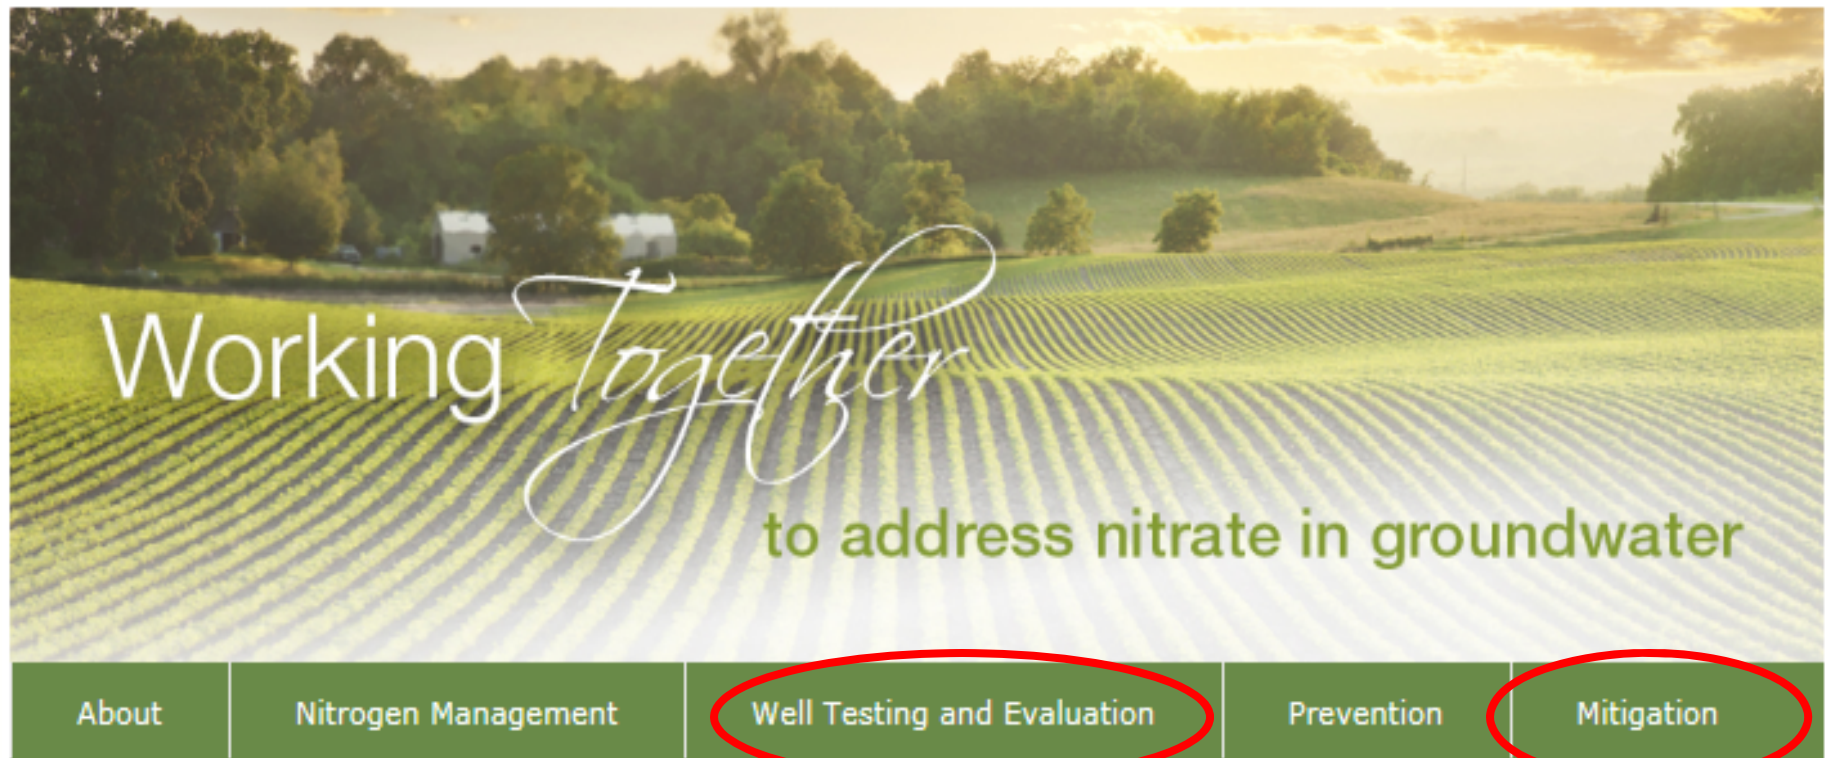 Working Together
to address nitrate in groundwater
About Nitrogen Management Well Testing and Evaluation Prevention Mitigation